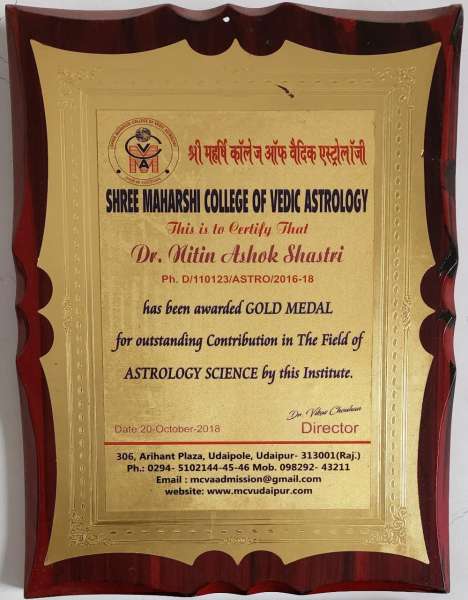 श्री महर्षि कॉलेज ऑफ वैदिक एस्ट्रोलॉजी
SHREE MAHARSHI COLLEGE OF VEDIC ASTROLOGY
This is to Certify That
Dr. Nitin Ashok Shastri
Ph. D/110123/ASTRO/2016-18
has been awarded GOLD MEDAL
for outstanding Contribution in The Field of
ASTROLOGY SCIENCE by this Institute.
Dr. Vikas Chouhan
Date:20-October-2018 Director
306, Arihant Plaza, Udaipole, Udaipur- 313001(Raj.)
Ph.: 0294- 5102144-45-46 Mob. 098292- 43211
Email : mcvaadmission@gmail.com
website: www.mcvudaipur.com